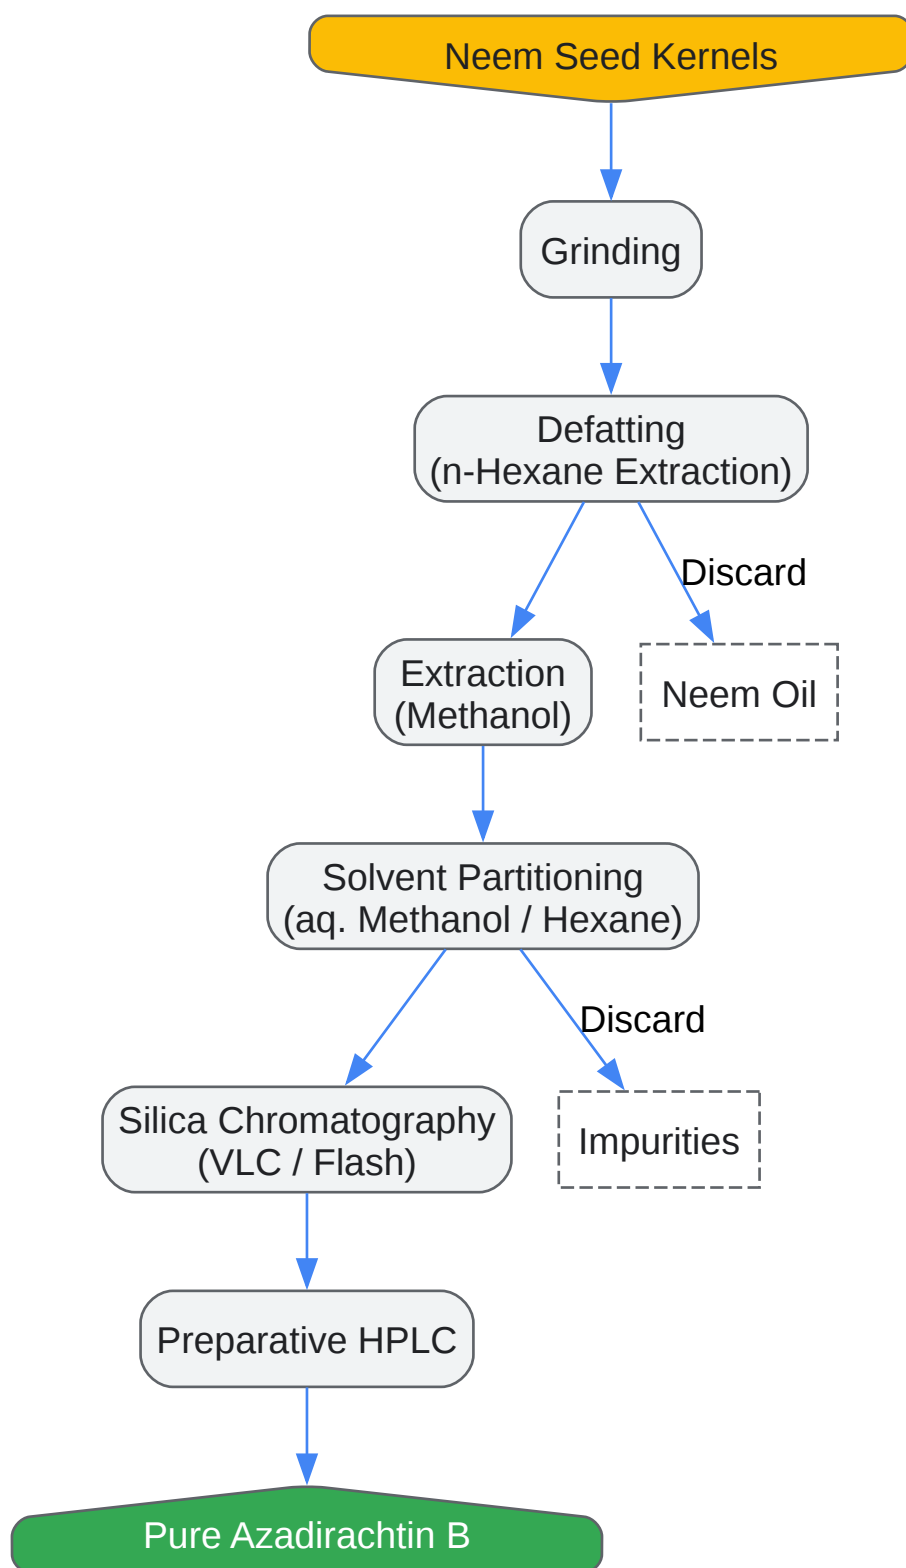 Neem Seed Kernels
Grinding
Defatting
(n-Hexane Extraction)
Discard
Extraction
(Methanol)
Neem Oil
Solvent Partitioning
(aq. Methanol / Hexane)
Discard
Silica Chromatography
(VLC / Flash)
Impurities
Preparative HPLC
Pure Azadirachtin B